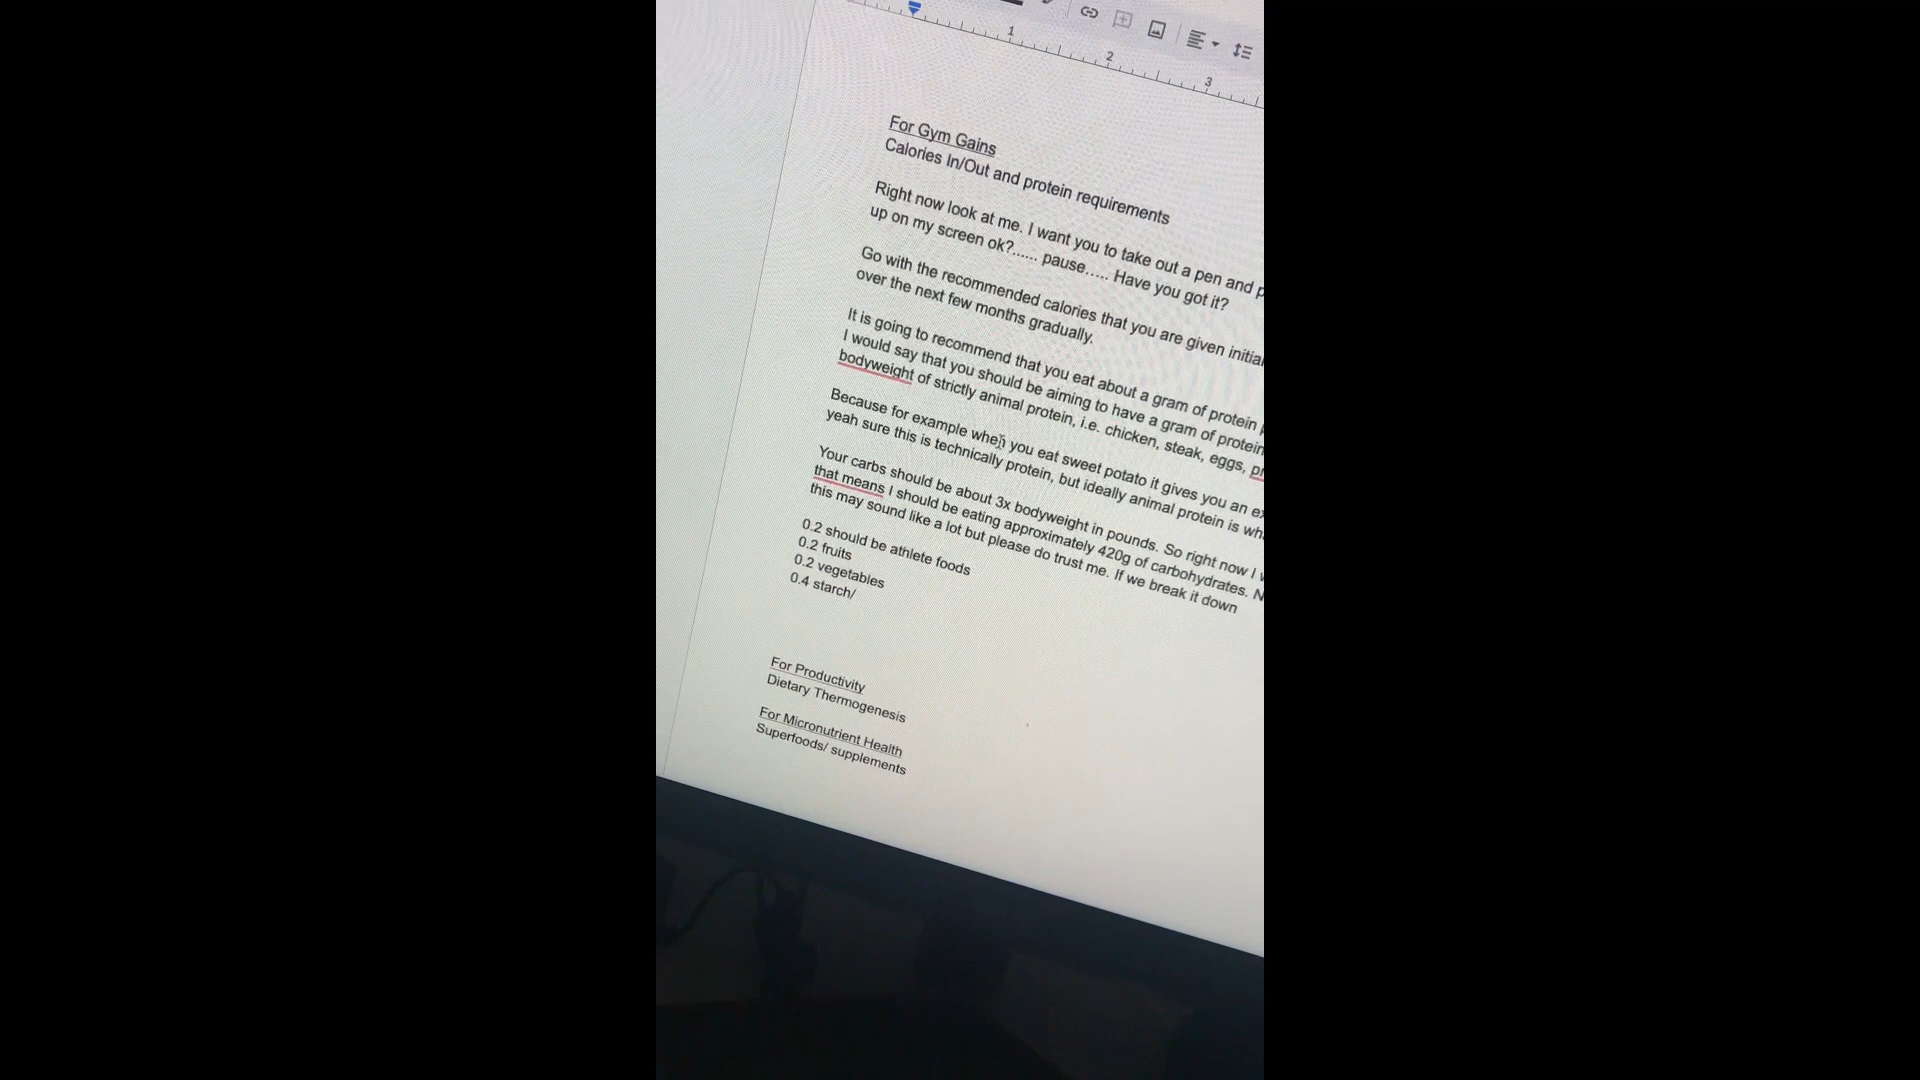 1
2
3
For Gym Gains
Calories In/Out and protein requirements
Right now look at me. I want you to take out a pen and
up on my screen ok?...... pause..... Have you got it?
Go with the recommended calories that you are given
over the next few months gradually.
It is going to recommend that you eat about a gram of protein
I would say that you should be aiming to have a gram of protein
bodyweight of strictly animal protein, i.e. chicken, steak, eggs,
Because for example when you eat sweet potato it gives you an
yeah sure this is technically protein, but ideally animal protein is
Your carbs should be about 3x bodyweight in pounds. So right now I
that means I should be eating approximately 420g of carbohydrates.
this may sound like a lot but please do trust me. If we break it down
0.2 should be athlete foods
0.2 fruits
0.2 vegetables
0.4 starch/
For Productivity
Dietary Thermogenesis
For Micronutrient Health
Superfoods/ supplements